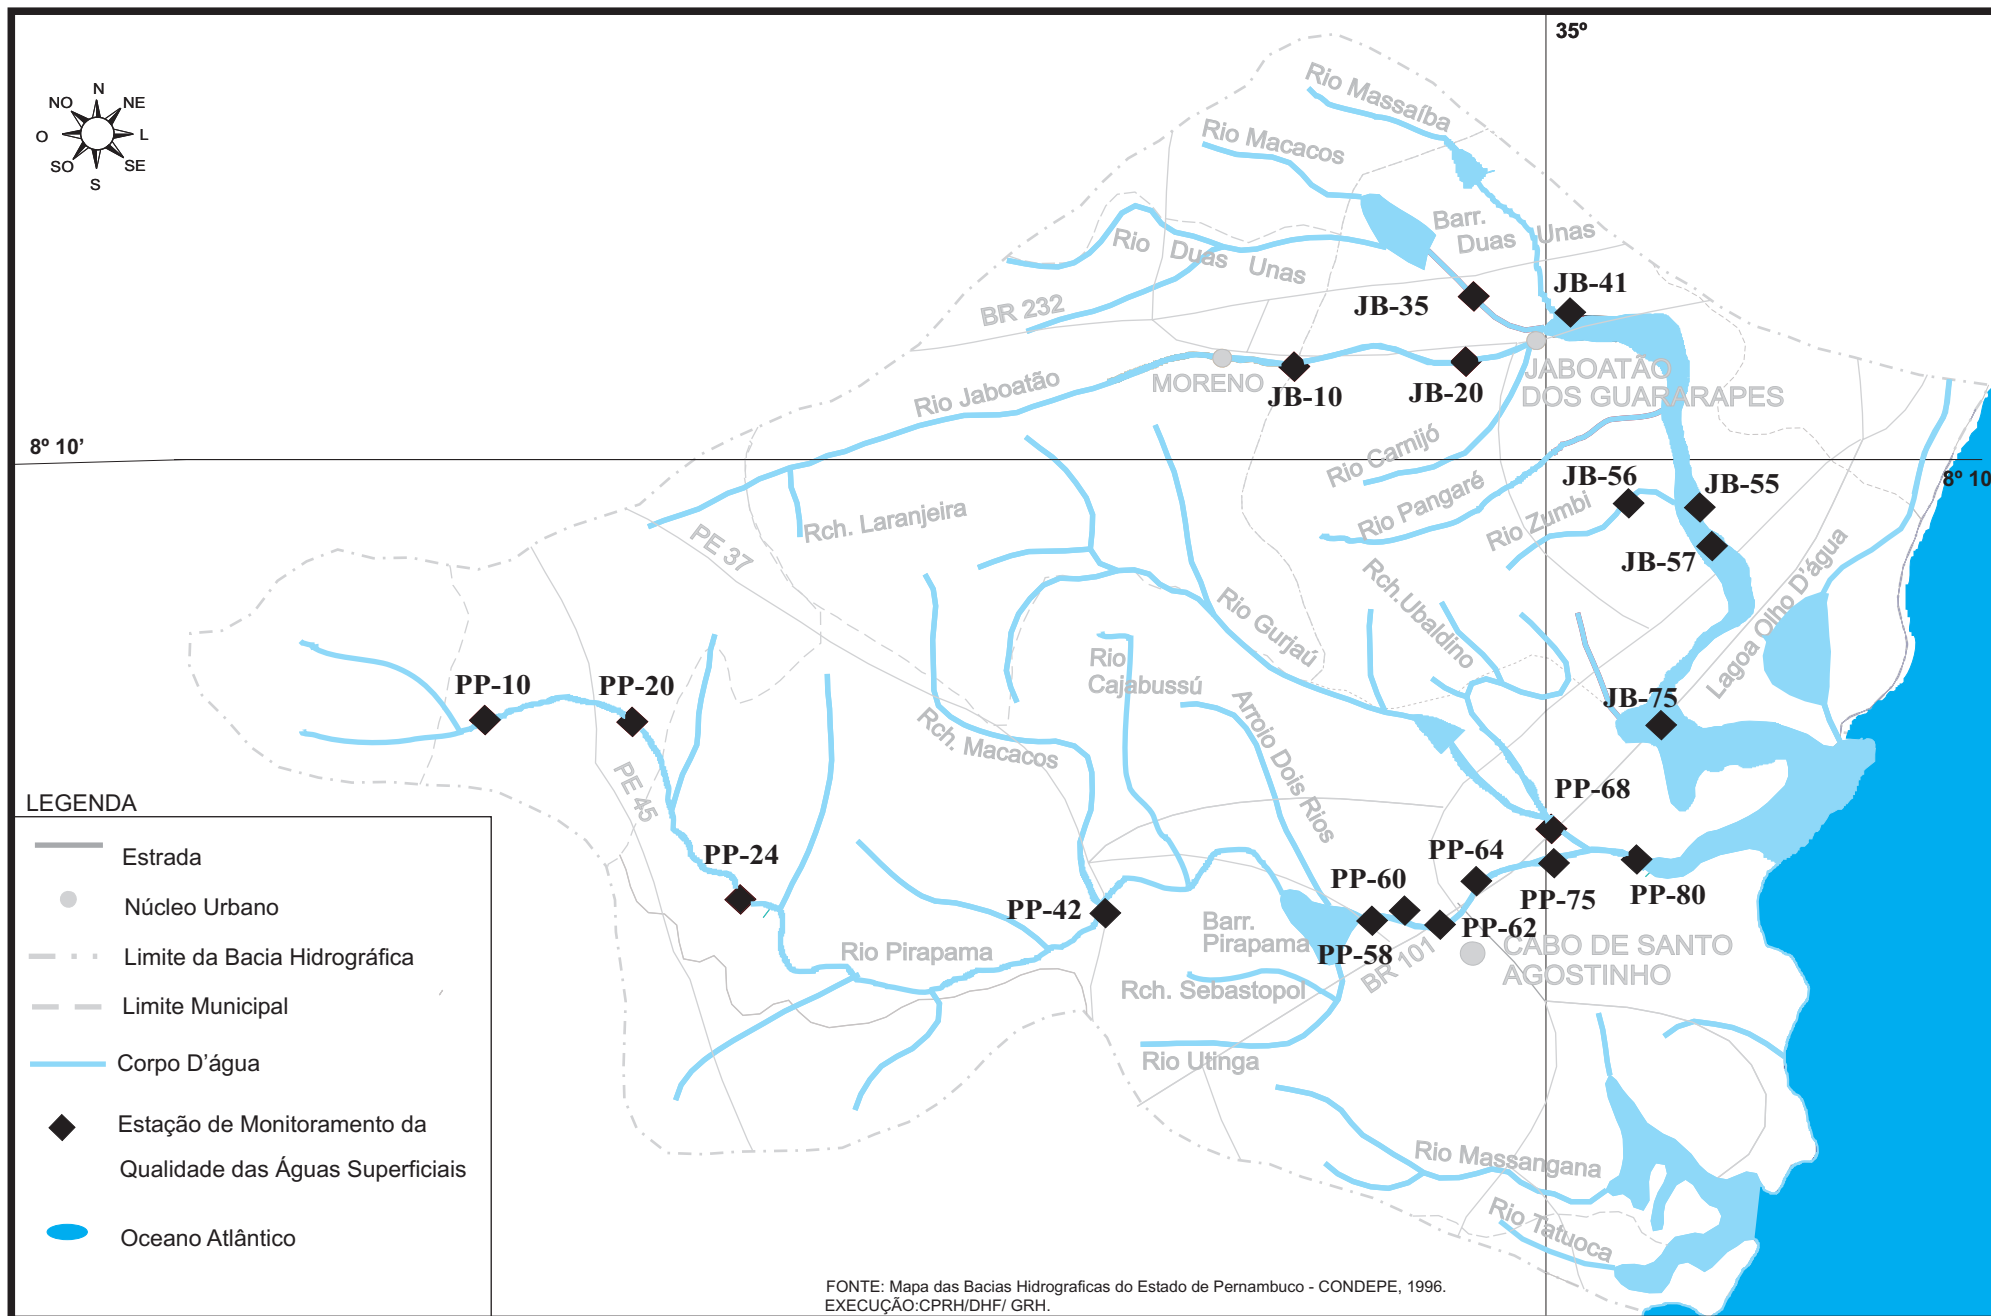 35º
N
NO
NE
O
L
SO
SE
S
Rio Massaíba
Rio Macacos
Barr.
Duas Unas
Rio Duas Unas
BR 232
JB-41
JB-35
MORENO
JB-10
JB-20
JABOATÃO
DOS GUARARAPES
Rio Jaboatão
8º 10'
8º 10
Rio Carnijó
Rio Pangaré
JB-56
JB-55
Rio Zumbi
JB-57
Rch. Laranjeira
PE 37
Rch.Ubaldino
Rio Gurjaú
Lagoa Olho D'água
Rio
Cajabussú
PP-10
PP-20
JB-75
Rch. Macacos
Arroio Dois Rios
PE 45
PP-68
PP-24
PP-64
PP-60
PP-42
PP-75
PP-80
PP-62
Barr.
Pirapama
PP-58
Rio Pirapama
BR 101
CABO DE SANTO
AGOSTINHO
Rch. Sebastopol
Rio Utinga
Rio Massangana
Rio Tatuoca
LEGENDA
Estrada
Núcleo Urbano
Limite da Bacia Hidrográfica
Limite Municipal
Corpo D'água
Estação de Monitoramento da
Qualidade das Águas Superficiais
Oceano Atlântico
FONTE: Mapa das Bacias Hidrograficas do Estado de Pernambuco - CONDEPE, 1996.
EXECUÇÃO:CPRH/DHF/ GRH.